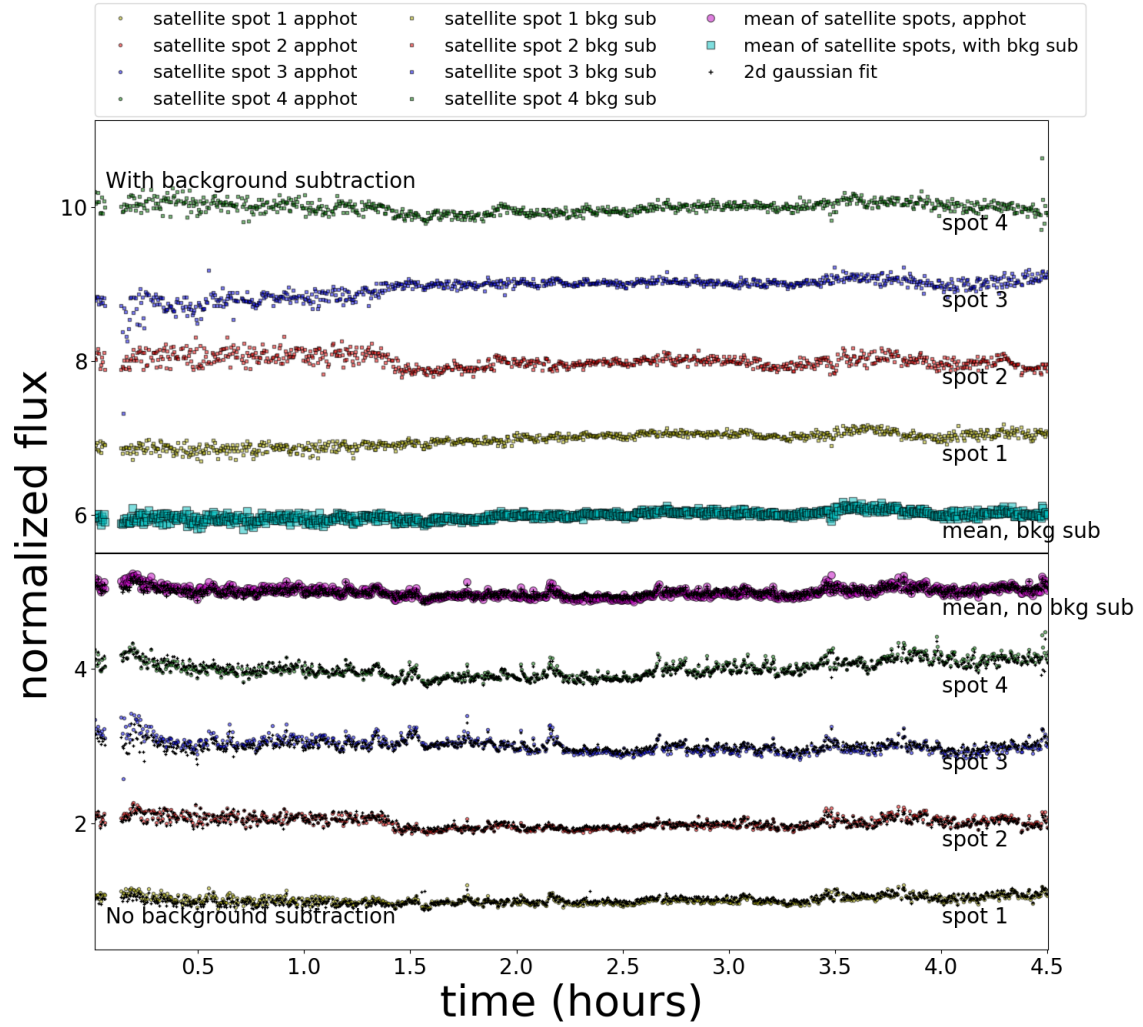 satellite spot 1 apphot
satellite spot 2 apphot
satellite spot 3 apphot
satellite spot 4 apphot
satellite spot 1 bkg sub
satellite spot 2 bkg sub
satellite spot 3 bkg sub
satellite spot 4 bkg sub
mean of satellite spots, apphot
mean of satellite spots, with bkg sub
2d gaussian fit
With background subtraction
spot 4
spot 3
spot 2
spot 1
mean, bkg sub
mean, no bkg sub
spot 4
spot 3
spot 2
spot 1
No background subtraction
normalized flux
10
8
6
4
2
0.5 1.0 1.5 2.0 2.5 3.0 3.5 4.0 4.5
time (hours)